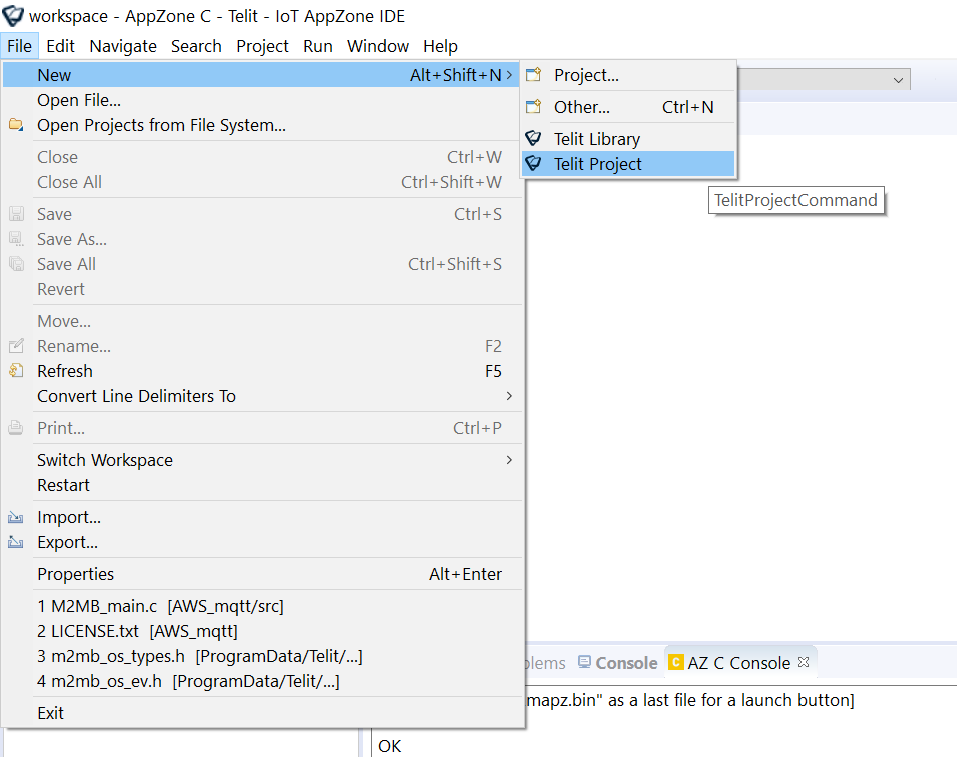 workspace - AppZone C - Telit - IoT AppZone IDE
File Edit Navigate Search Project Run Window Help
New Alt+Shift+N
Open File...
Open Projects from File System...
Close Ctrl+W
Close All Ctrl+Shift+W
Save Ctrl+S
Save As...
Save All Ctrl+Shift+S
Revert
Move...
Rename... F2
Refresh F5
Convert Line Delimiters To
Print... Ctrl+P
Switch Workspace
Restart
Import...
Export...
Properties Alt+Enter
1 M2MB_main.c [AWS_mqtt/src]
2 LICENSE.txt [AWS_mqtt]
3 m2mb_os_types.h [ProgramData/Telit/...]
4 m2mb_os_ev.h [ProgramData/Telit/...]
Exit
Project...
Other... Ctrl+N
Telit Library
Telit Project
TelitProjectCommand
blems Console C AZ C Console
mapz.bin" as a last file for a launch button]
OK